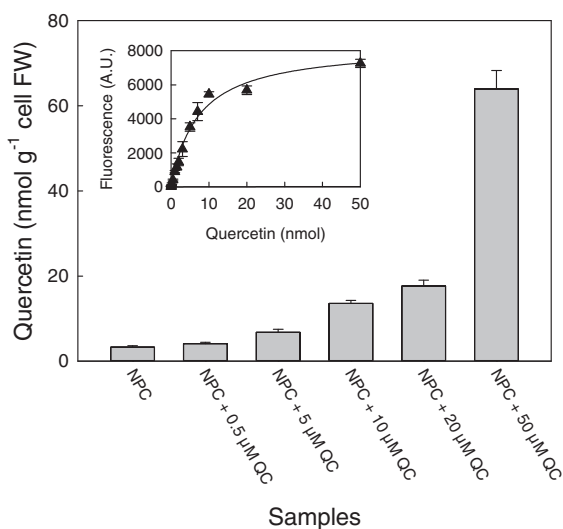 80
60
40
20
0
Quercetin (nmol g⁻¹ cell FW)
8000
6000
4000
2000
0
Fluorescence (A.U.)
0 10 20 30 40 50
Quercetin (nmol)
NPC
NPC + 0.5 µM QC
NPC + 5 µM QC
NPC + 10 µM QC
NPC + 20 µM QC
NPC + 50 µM QC
Samples